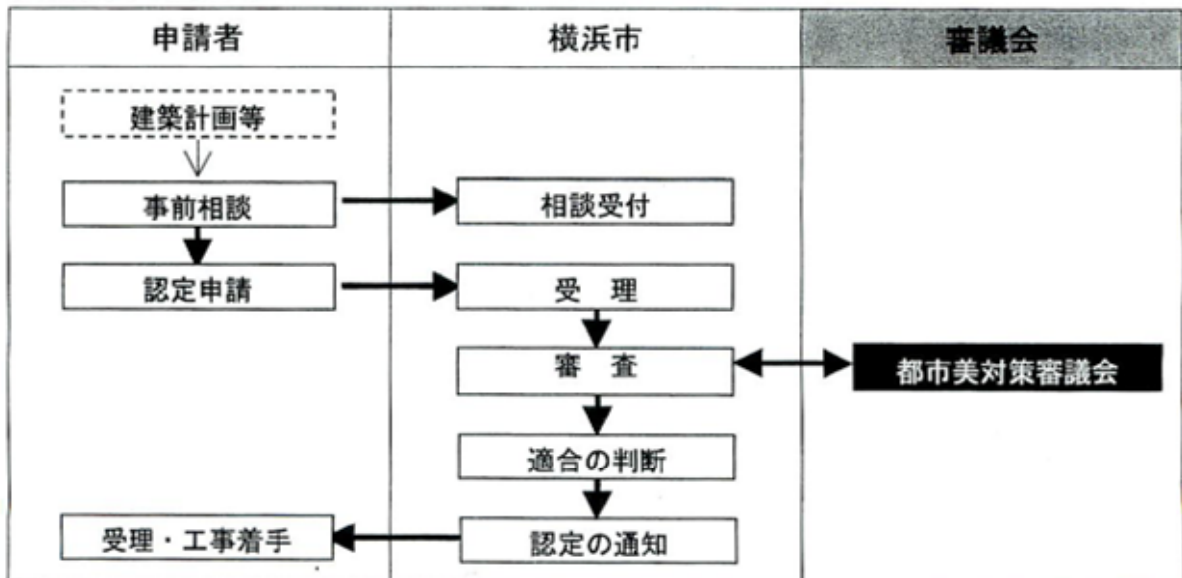 申請者 横浜市 審議会
建築計画等
事前相談 相談受付
認定申請 受 理
審 査 都市美対策審議会
適合の判断
受理・工事着手 認定の通知